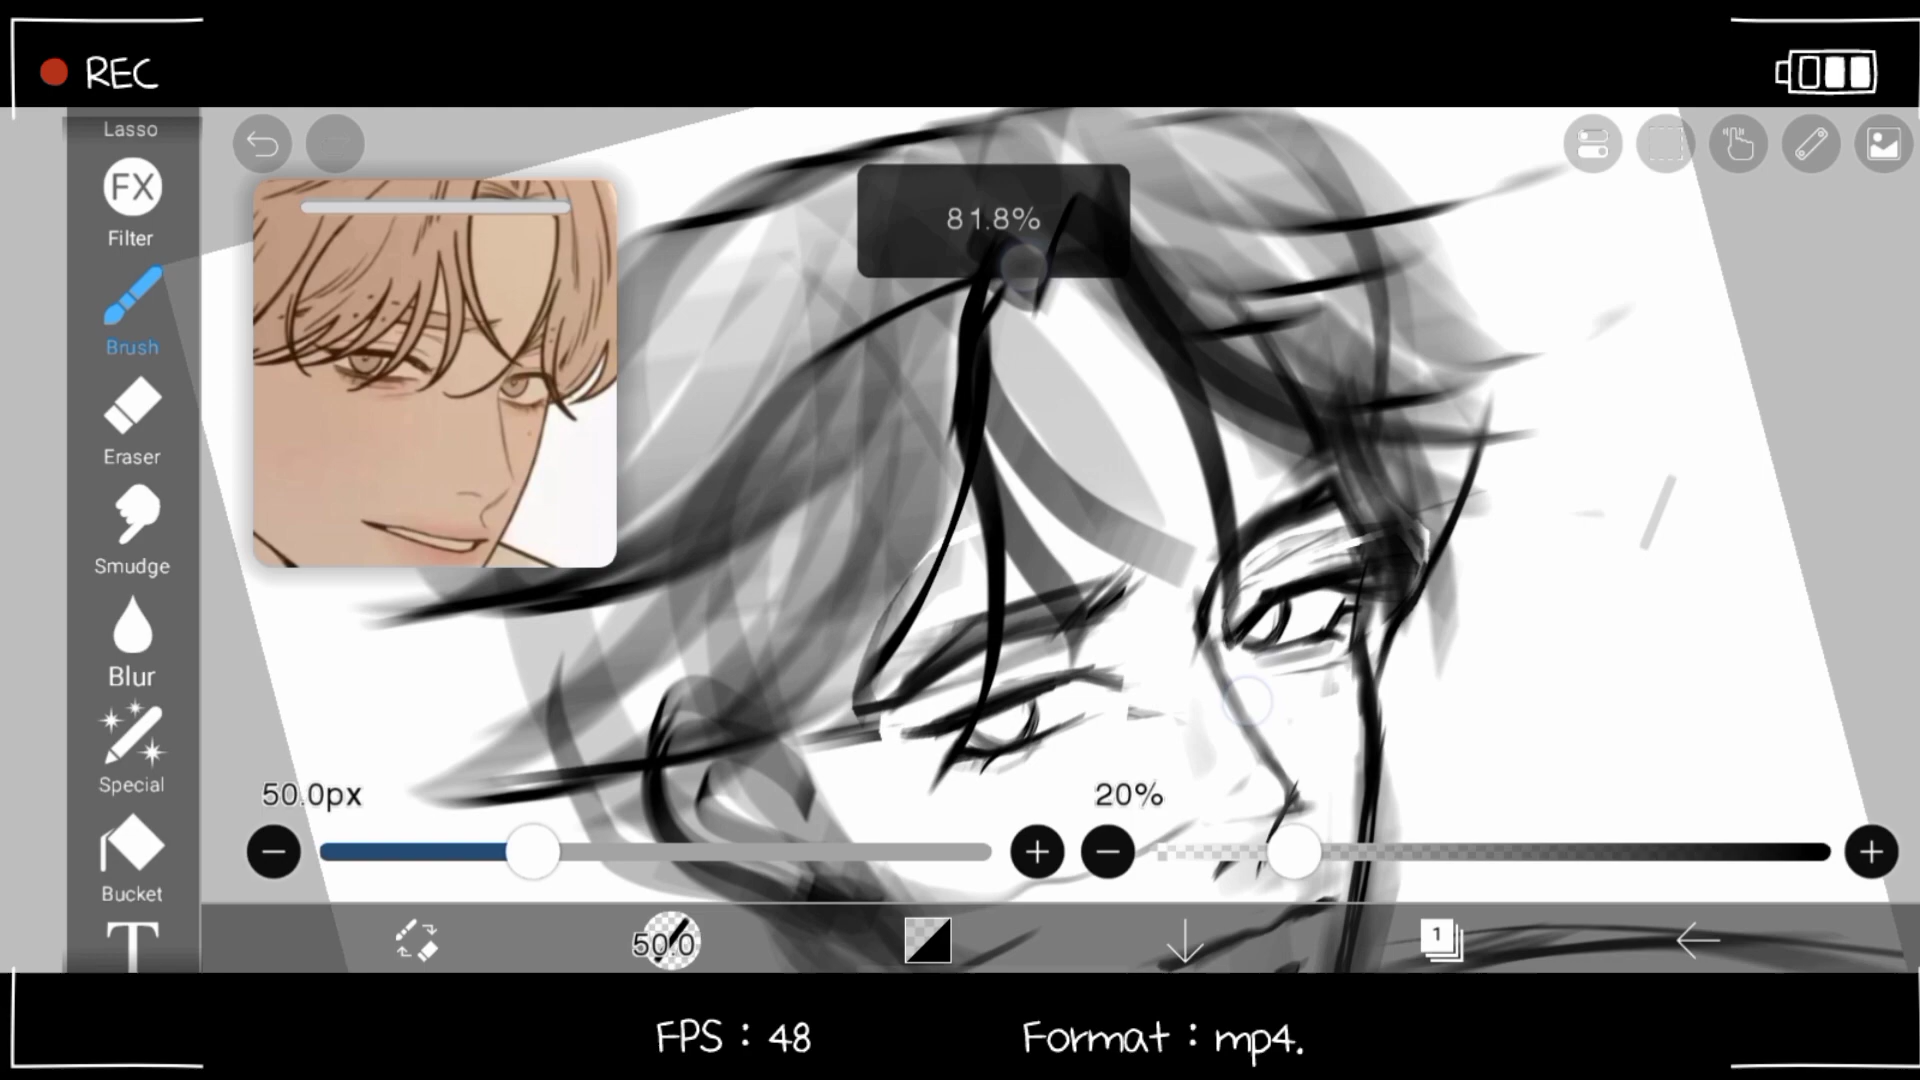 REC
Lasso
FX
Filter
Brush
Eraser
Smudge
Blur
Special
Bucket
T
81.8%
50.0px
20%
50.0
1
FPS : 48
Format : mp4.